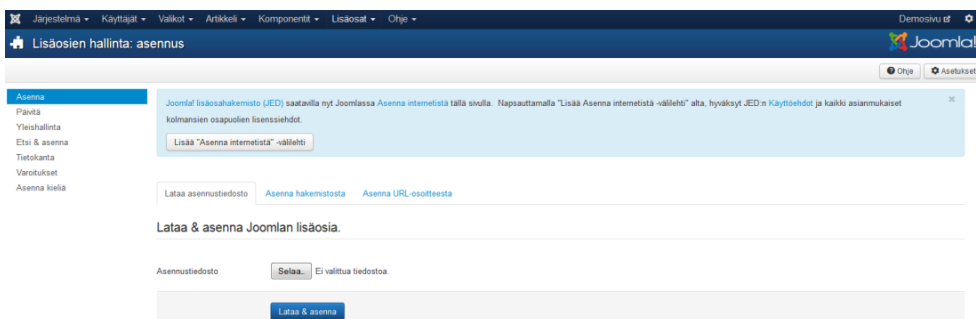 Järjestelmä Käyttäjät Valikot Artikkeli Komponentit Lisäosat Ohje Demosivu
Lisäosien hallinta: asennus Joomla!
Ohje Asetukset
Asenna
Päivitä
Yleishallinta
Etsi & asenna
Tietokanta
Varoitukset
Asenna kieliä
Joomla! lisäosahakemisto (JED) saatavilla nyt Joomlassa Asenna internetistä tällä sivulla. Napsauttamalla "Lisää Asenna internetistä -välilehti" alta, hyväksyt JED:n Käyttöehdot ja kaikki asianmukaiset
kolmansien osapuolien lisenssiehdot.
Lisää "Asenna internetistä" -välilehti
Lataa asennustiedosto Asenna hakemistosta Asenna URL-osoitteesta
Lataa & asenna Joomlan lisäosia.
Asennustiedosto Selaa... Ei valittua tiedostoa.
Lataa & asenna